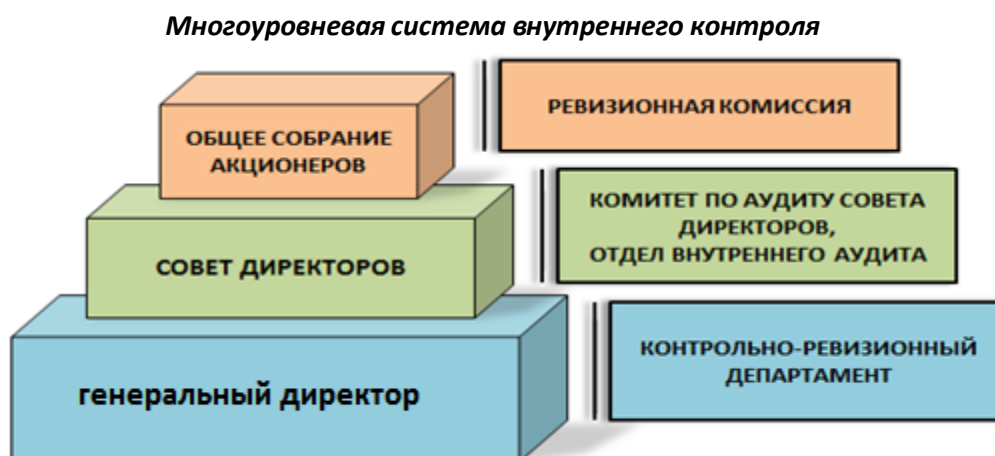 Многоуровневая система внутреннего контроля
ОБЩЕЕ СОБРАНИЕ
АКЦИОНЕРОВ
РЕВИЗИОННАЯ КОМИССИЯ
СОВЕТ ДИРЕКТОРОВ
КОМИТЕТ ПО АУДИТУ СОВЕТА
ДИРЕКТОРОВ,
ОТДЕЛ ВНУТРЕННЕГО АУДИТА
генеральный директор
КОНТРОЛЬНО-РЕВИЗИОННЫЙ
ДЕПАРТАМЕНТ